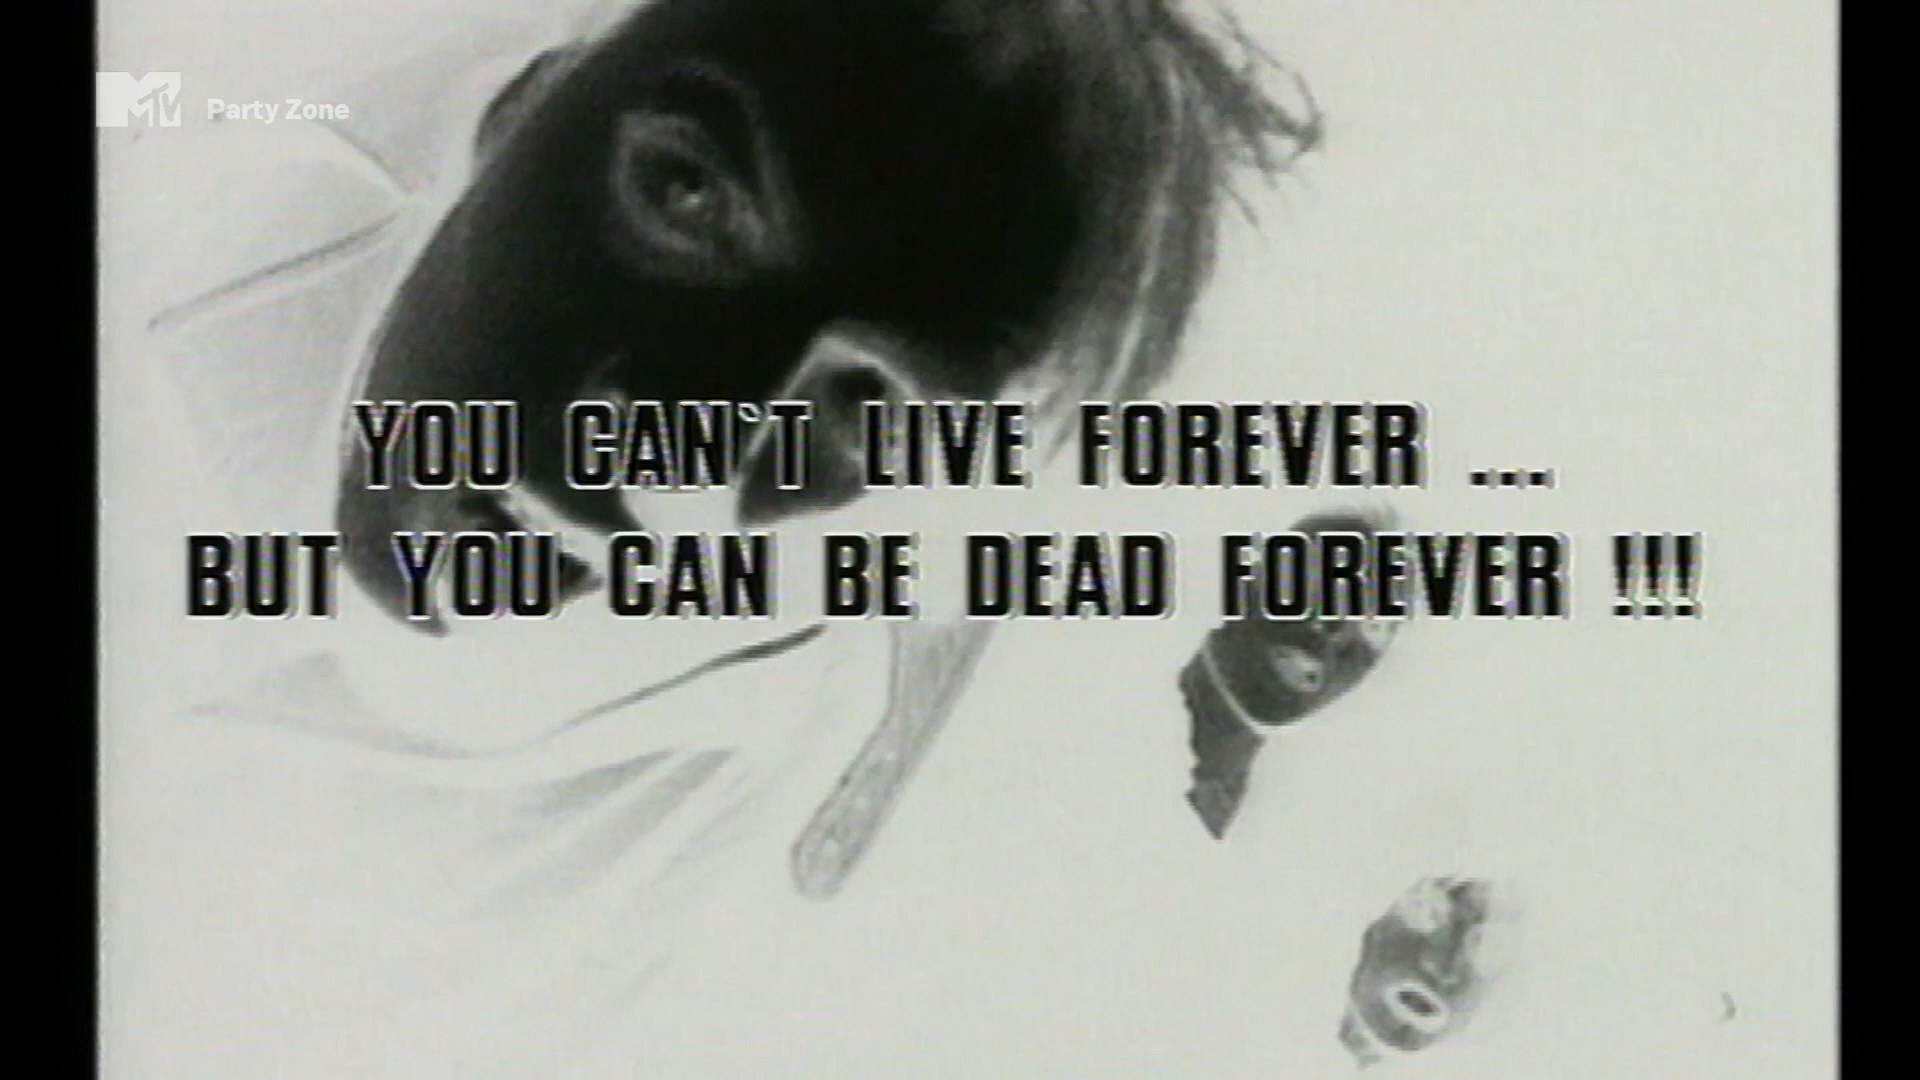 MTV Party Zone
YOU CAN`T LIVE FOREVER ...
BUT YOU CAN BE DEAD FOREVER !!!